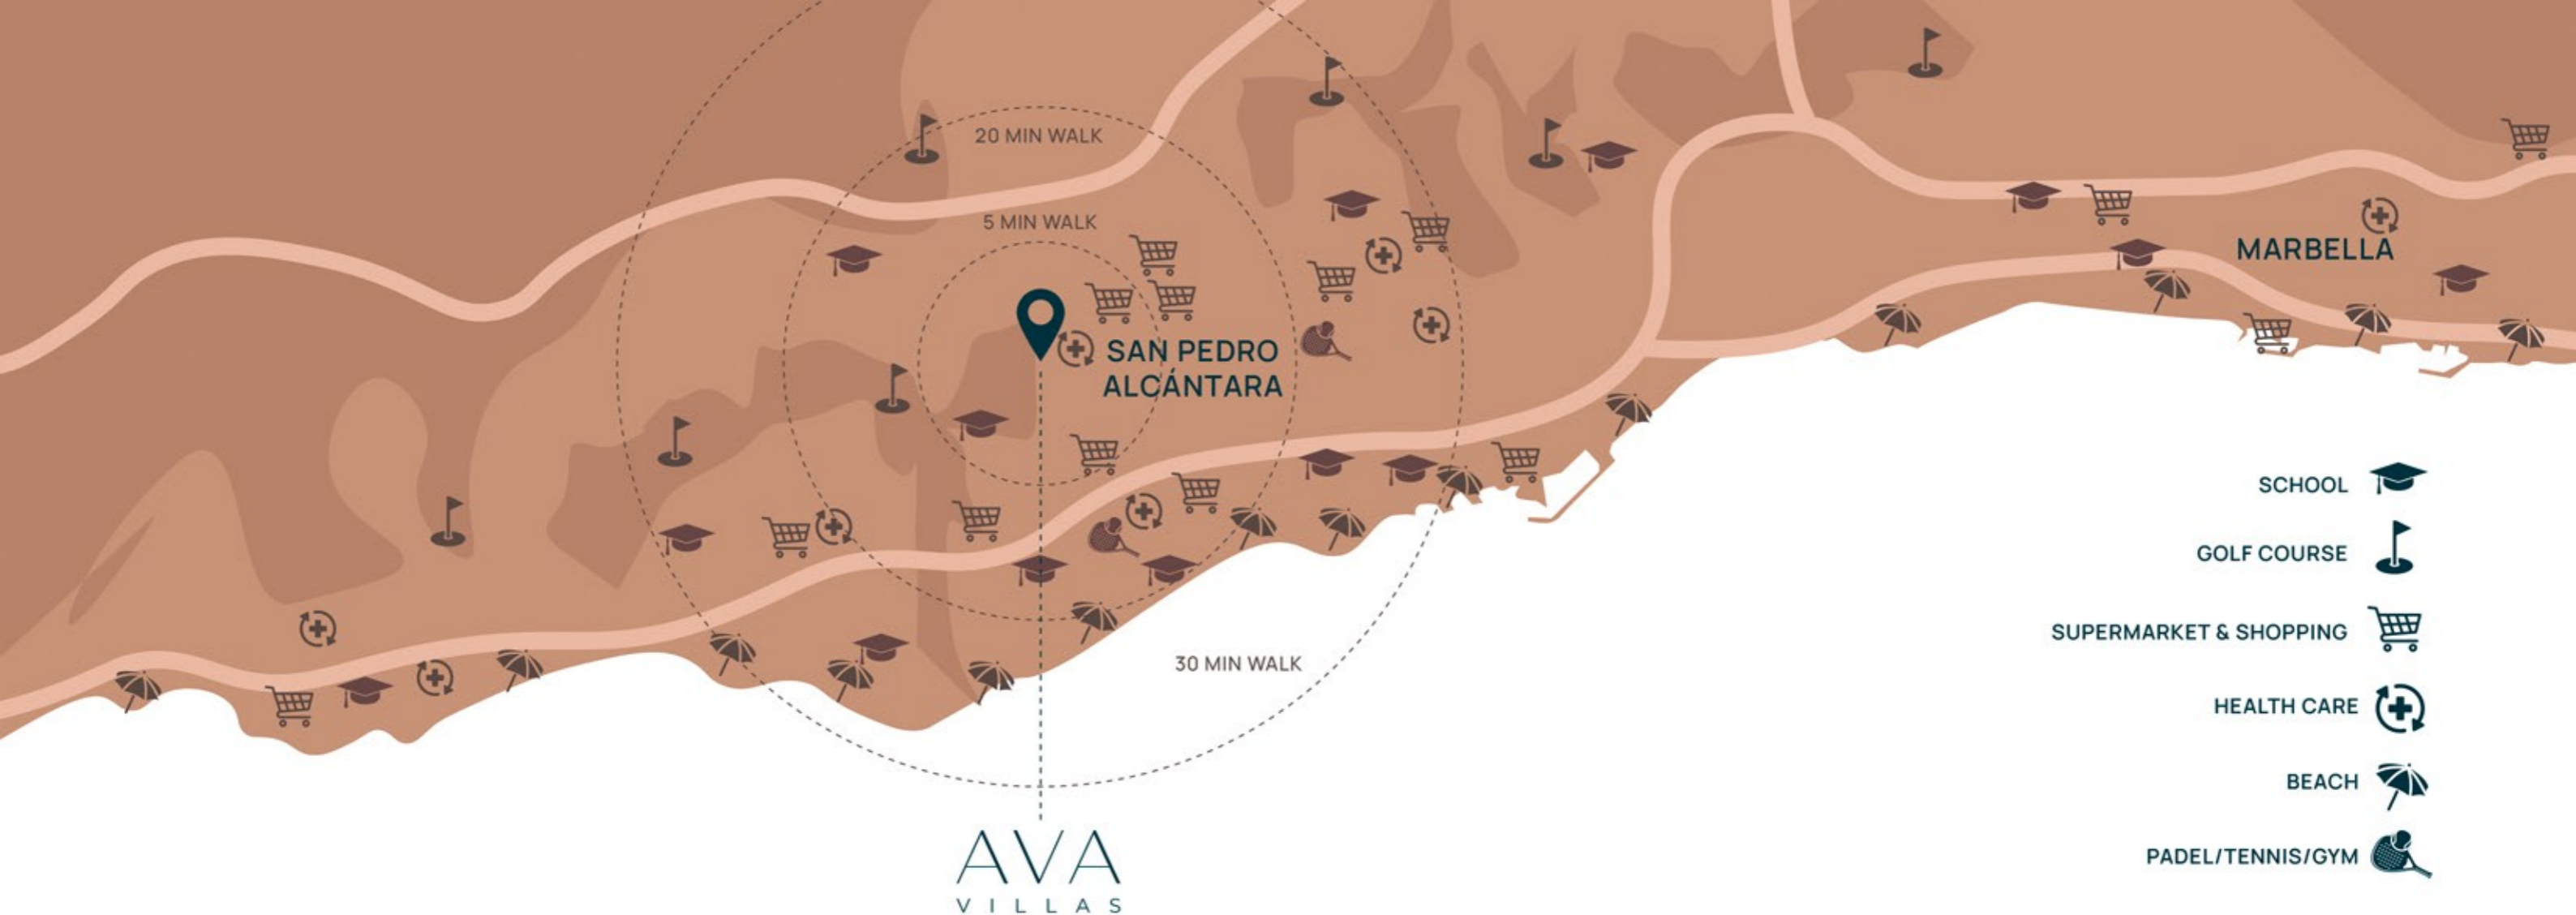 20 MIN WALK
5 MIN WALK
MARBELLA
SAN PEDRO
ALCÁNTARA
30 MIN WALK
SCHOOL
GOLF COURSE
SUPERMARKET & SHOPPING
HEALTH CARE
BEACH
PADEL/TENNIS/GYM
AVA
VILLAS